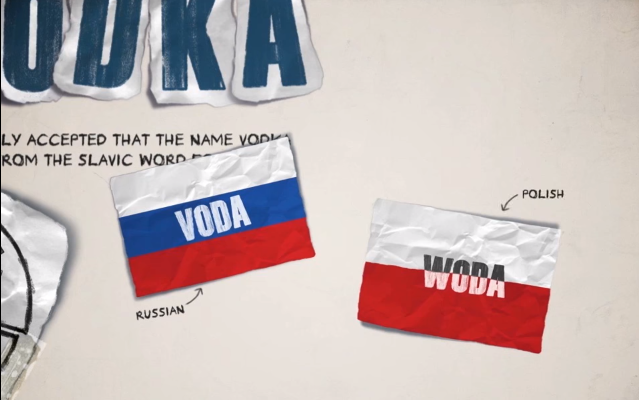 ODKA
LY ACCEPTED THAT THE NAME VODKA
ROM THE SLAVIC WORD
VODA
RUSSIAN
POLISH
WODA